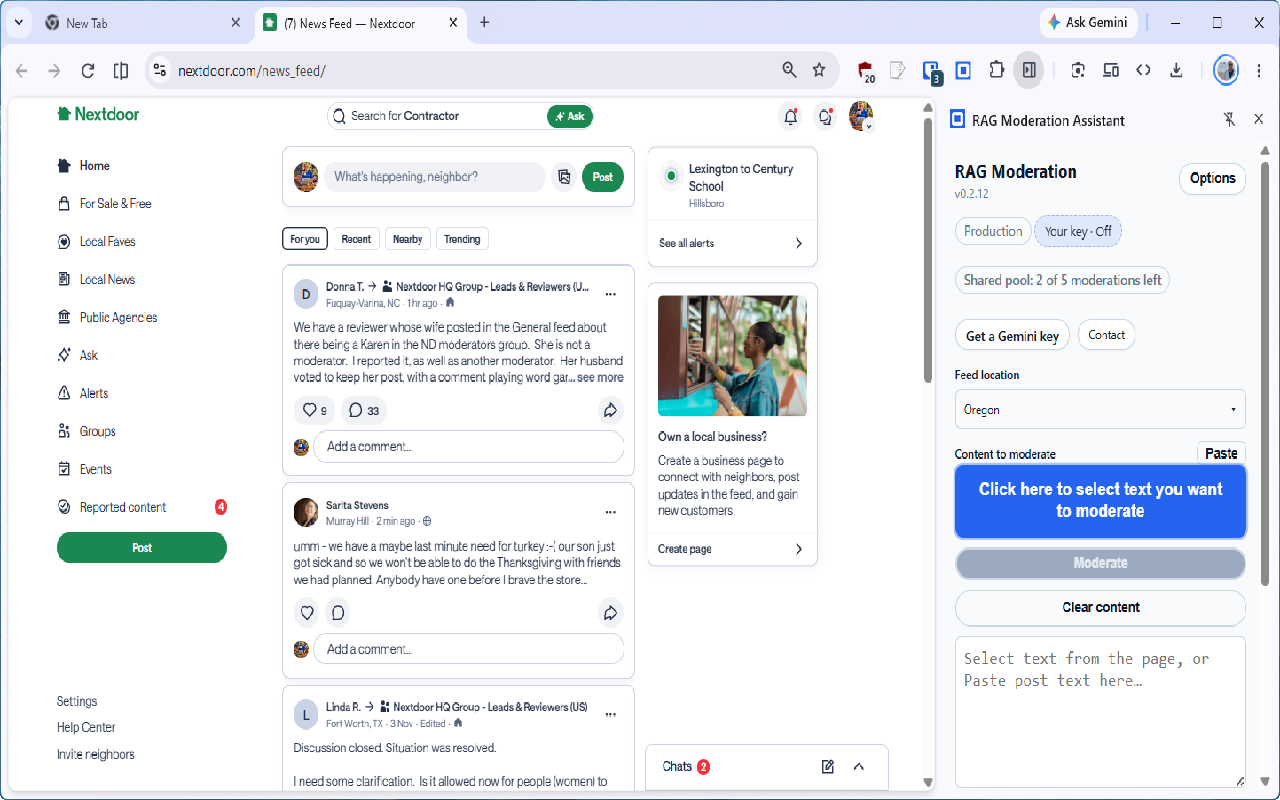 New Tab
(7) News Feed — Nextdoor
Ask Gemini
nextdoor.com/news_feed/
20
3
Nextdoor
Search for Contractor
Ask
Home
For Sale & Free
Local Faves
Local News
Public Agencies
Ask
Alerts
Groups
Events
Reported content
4
Post
Settings
Help Center
Invite neighbors
What's happening, neighbor?
Post
For you
Recent
Nearby
Trending
D
Donna T. → Nextdoor HQ Group - Leads & Reviewers (U...
Fuquay-Varina, NC · 1 hr ago ·
We have a reviewer whose wife posted in the General feed about
there being a Karen in the ND moderators group. She is not a
moderator. I reported it, as well as another moderator. Her husband
voted to keep her post, with a comment playing word gar... see more
9
33
Add a comment...
Sarita Stevens
Murray Hill · 2 min ago ·
umm - we have a maybe last minute need for turkey :-( our son just
got sick and so we won't be able to do the Thanksgiving with friends
we had planned. Anybody have one before I brave the store...
Add a comment...
L
Linda R. → Nextdoor HQ Group - Leads & Reviewers (US)
Fort Worth, TX · 3 Nov · Edited ·
Discussion closed. Situation was resolved.
I need some clarification. Is it allowed now for people (women) to
Lexington to Century
School
Hillsboro
See all alerts
Own a local business?
Create a business page to
connect with neighbors, post
updates in the feed, and gain
new customers.
Create page
Chats
2
RAG Moderation Assistant
RAG Moderation
v0.2.12
Options
Production
Your key · Off
Shared pool: 2 of 5 moderations left
Get a Gemini key
Contact
Feed location
Oregon
Content to moderate
Paste
Click here to select text you want
to moderate
Moderate
Clear content
Select text from the page, or
Paste post text here…